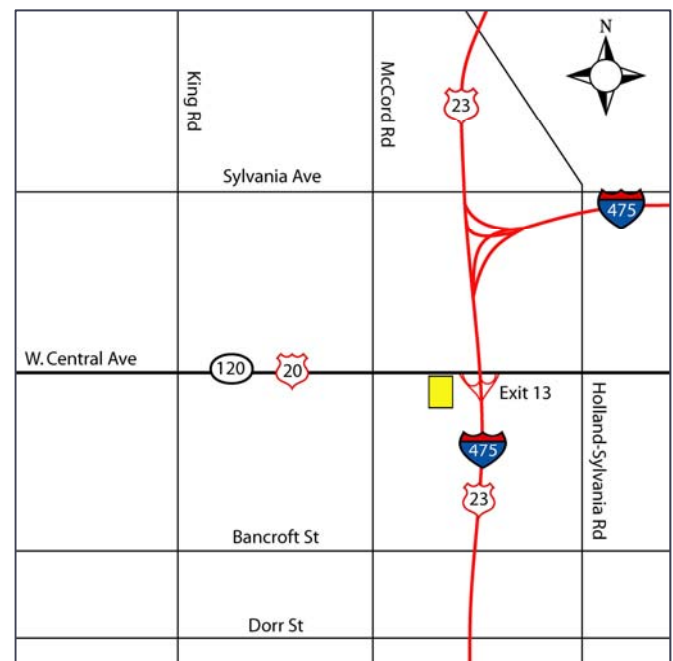 N
King Rd
McCord Rd
23
Sylvania Ave
475
W. Central Ave
120
20
Exit 13
Holland-Sylvania Rd
475
23
Bancroft St
Dorr St